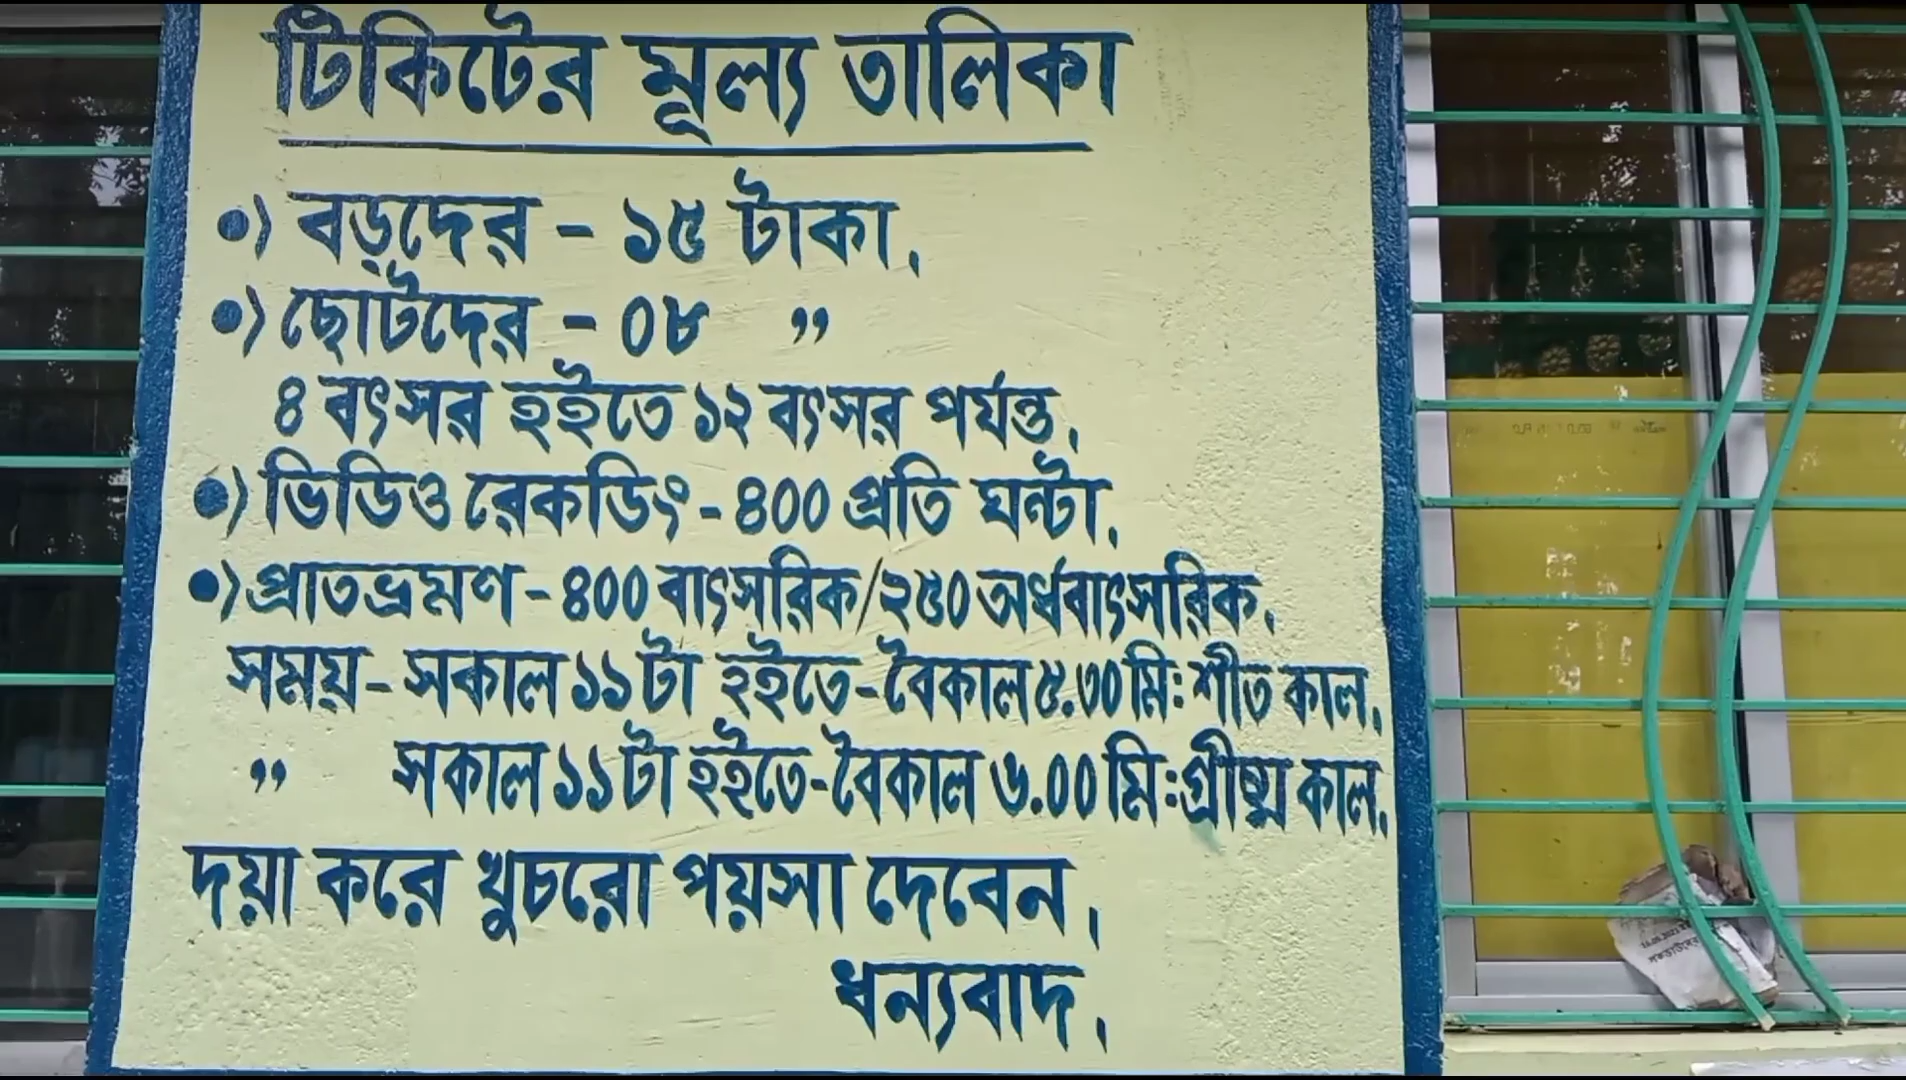 টিকিটের মূল্য তালিকা
●) বড়দের - ১৫ টাকা.
●) ছোটদের - ০৮ "
৪ বৎসর হইতে ১২ বৎসর পর্যন্ত.
●) ভিডিও রেকডিং - ৪০০ প্রতি ঘন্টা.
●) প্রাতভ্রমণ - ৪০০ বাৎসরিক/২৫০ অর্ধবাৎসরিক.
সময় - সকাল ১১ টা হইতে - বৈকাল ৫.৩০ মি: শীত কাল.
" সকাল ১১ টা হইতে - বৈকাল ৬.০০ মি: গ্রীষ্ম কাল.
দয়া করে খুচরো পয়সা দেবেন.
ধন্যবাদ.